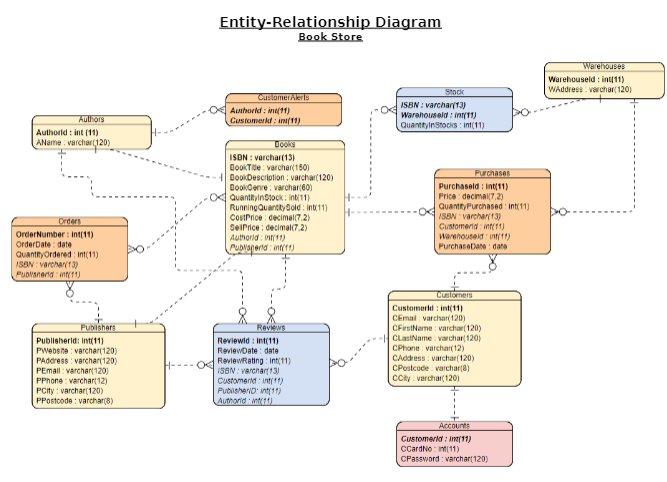 Entity-Relationship Diagram
Book Store
Warehouses
WarehouseId : int(11)
WAddress : varchar(120)
Stock
ISBN : varchar(13)
WarehouseId : int(11)
QuantityInStocks : int(11)
CustomerAlerts
AuthorId : int(11)
CustomerId : int(11)
Authors
AuthorId : int (11)
AName : varchar(120)
Books
ISBN : varchar(13)
BookTitle : varchar(150)
BookDescription : varchar(120)
BookGenre : varchar(60)
QuantityInStock : int(11)
RunningQuantitySold : int(11)
CostPrice : decimal(7,2)
SellPrice : decimal(7,2)
AuthorId : int(11)
PublisherId : int(11)
Purchases
PurchaseId : int(11)
Price : decimal(7,2)
QuantityPurchased : int(11)
ISBN : varchar(13)
CustomerId : int(11)
WarehouseId : int(11)
PurchaseDate : date
Orders
OrderNumber : int(11)
OrderDate : date
QuantityOrdered : int(11)
ISBN : varchar(13)
PublisherId : int(11)
Publishers
PublisherId: int(11)
PWebsite : varchar(120)
PAddress : varchar(120)
PEmail : varchar(120)
PPhone : varchar(12)
PCity : varchar(120)
PPostcode : varchar(8)
Reviews
ReviewId : int(11)
ReviewDate : date
ReviewRating : int(11)
ISBN : varchar(13)
CustomerId : int(11)
PublisherID : int(11)
AuthorId : int(11)
Customers
CustomerId : int(11)
CEmail : varchar(120)
CFirstName : varchar(120)
CLastName : varchar(120)
CPhone : varchar(12)
CAddress : varchar(120)
CPostcode : varchar(8)
CCity : varchar(120)
Accounts
CustomerId : int(11)
CCardNo : int(11)
CPassword : varchar(120)